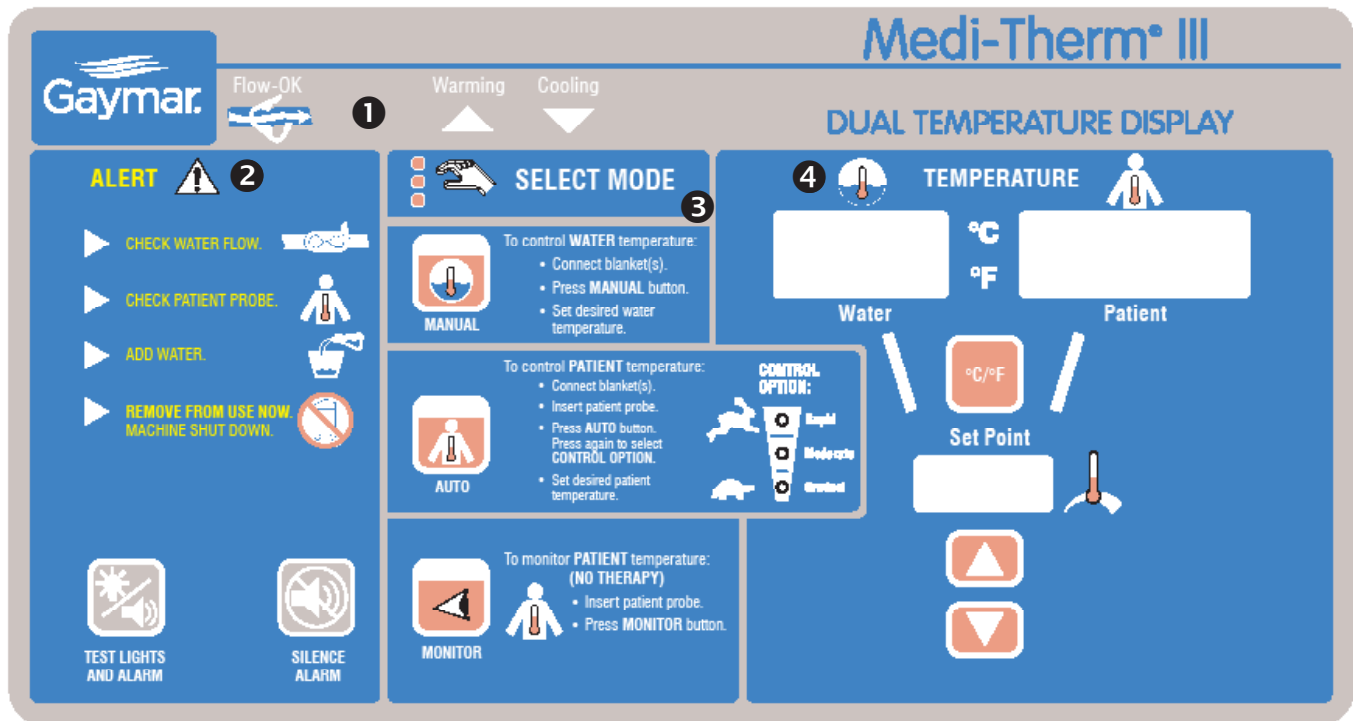 Medi-Therm® III
Gaymar.
Flow-OK
❶
Warming
Cooling
DUAL TEMPERATURE DISPLAY
ALERT ❷
CHECK WATER FLOW.
CHECK PATIENT PROBE.
ADD WATER.
REMOVE FROM USE NOW.
MACHINE SHUT DOWN.
TEST LIGHTS
AND ALARM
SILENCE
ALARM
SELECT MODE
❸
MANUAL
To control WATER temperature:
• Connect blanket(s).
• Press MANUAL button.
• Set desired water
temperature.
AUTO
To control PATIENT temperature:
• Connect blanket(s).
• Insert patient probe.
• Press AUTO button.
Press again to select
CONTROL OPTION.
• Set desired patient
temperature.
CONTROL
OPTION:
Rapid
Moderate
Gradual
MONITOR
To monitor PATIENT temperature:
(NO THERAPY)
• Insert patient probe.
• Press MONITOR button.
❹ TEMPERATURE
°C
°F
Water
Patient
°C/°F
Set Point